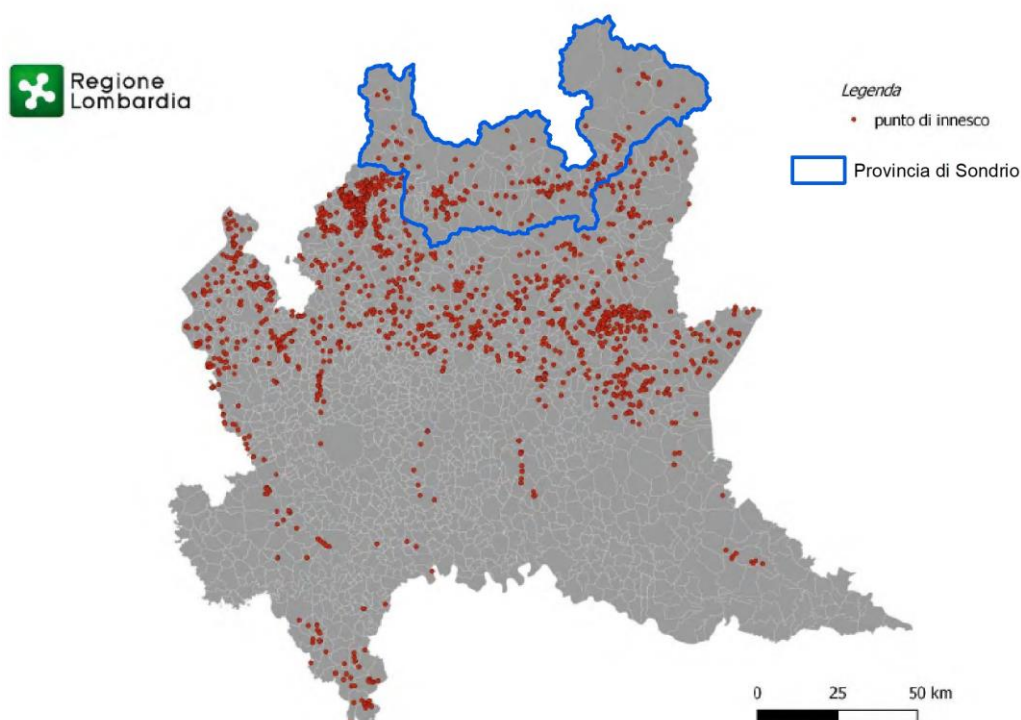 Regione
Lombardia
Legenda
punto di innesco
Provincia di Sondrio
0 25 50 km